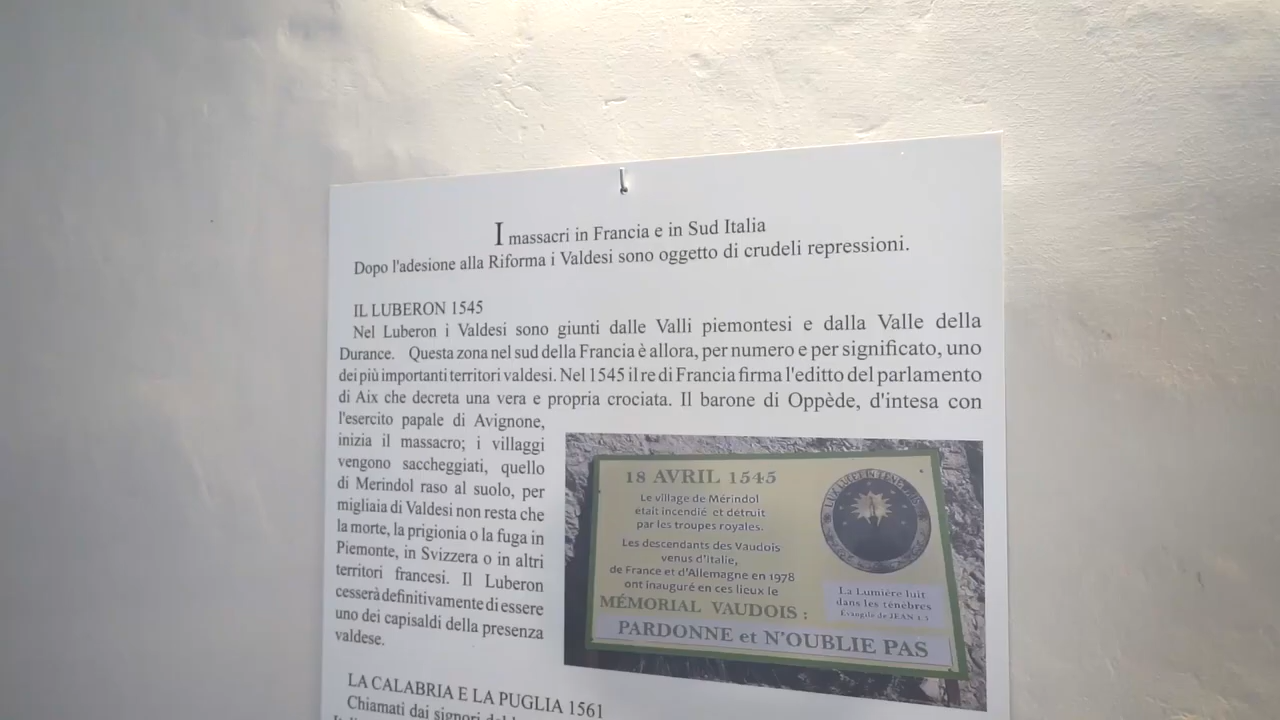 I massacri in Francia e in Sud Italia
Dopo l'adesione alla Riforma i Valdesi sono oggetto di crudeli repressioni.
IL LUBERON 1545
Nel Luberon i Valdesi sono giunti dalle Valli piemontesi e dalla Valle della
Durance. Questa zona nel sud della Francia è allora, per numero e per significato, uno
dei più importanti territori valdesi. Nel 1545 il re di Francia firma l'editto del parlamento
di Aix che decreta una vera e propria crociata. Il barone di Oppède, d'intesa con
l'esercito papale di Avignone,
inizia il massacro; i villaggi
vengono saccheggiati, quello
di Merindol raso al suolo, per
migliaia di Valdesi non resta che
la morte, la prigionia o la fuga in
Piemonte, in Svizzera o in altri
territori francesi. Il Luberon
cesserà definitivamente di essere
uno dei capisaldi della presenza
valdese.
18 AVRIL 1545
Le village de Mérindol
était incendié et détruit
par les troupes royales.
Les descendants des Vaudois
venus d'Italie,
de France et d'Allemagne en 1978
ont inauguré en ces lieux le
MÉMORIAL VAUDOIS :
PARDONNE et N'OUBLIE PAS
La Lumière luit
dans les ténèbres
Évangile de JEAN 1.5
LA CALABRIA E LA PUGLIA 1561
Chiamati dai signori